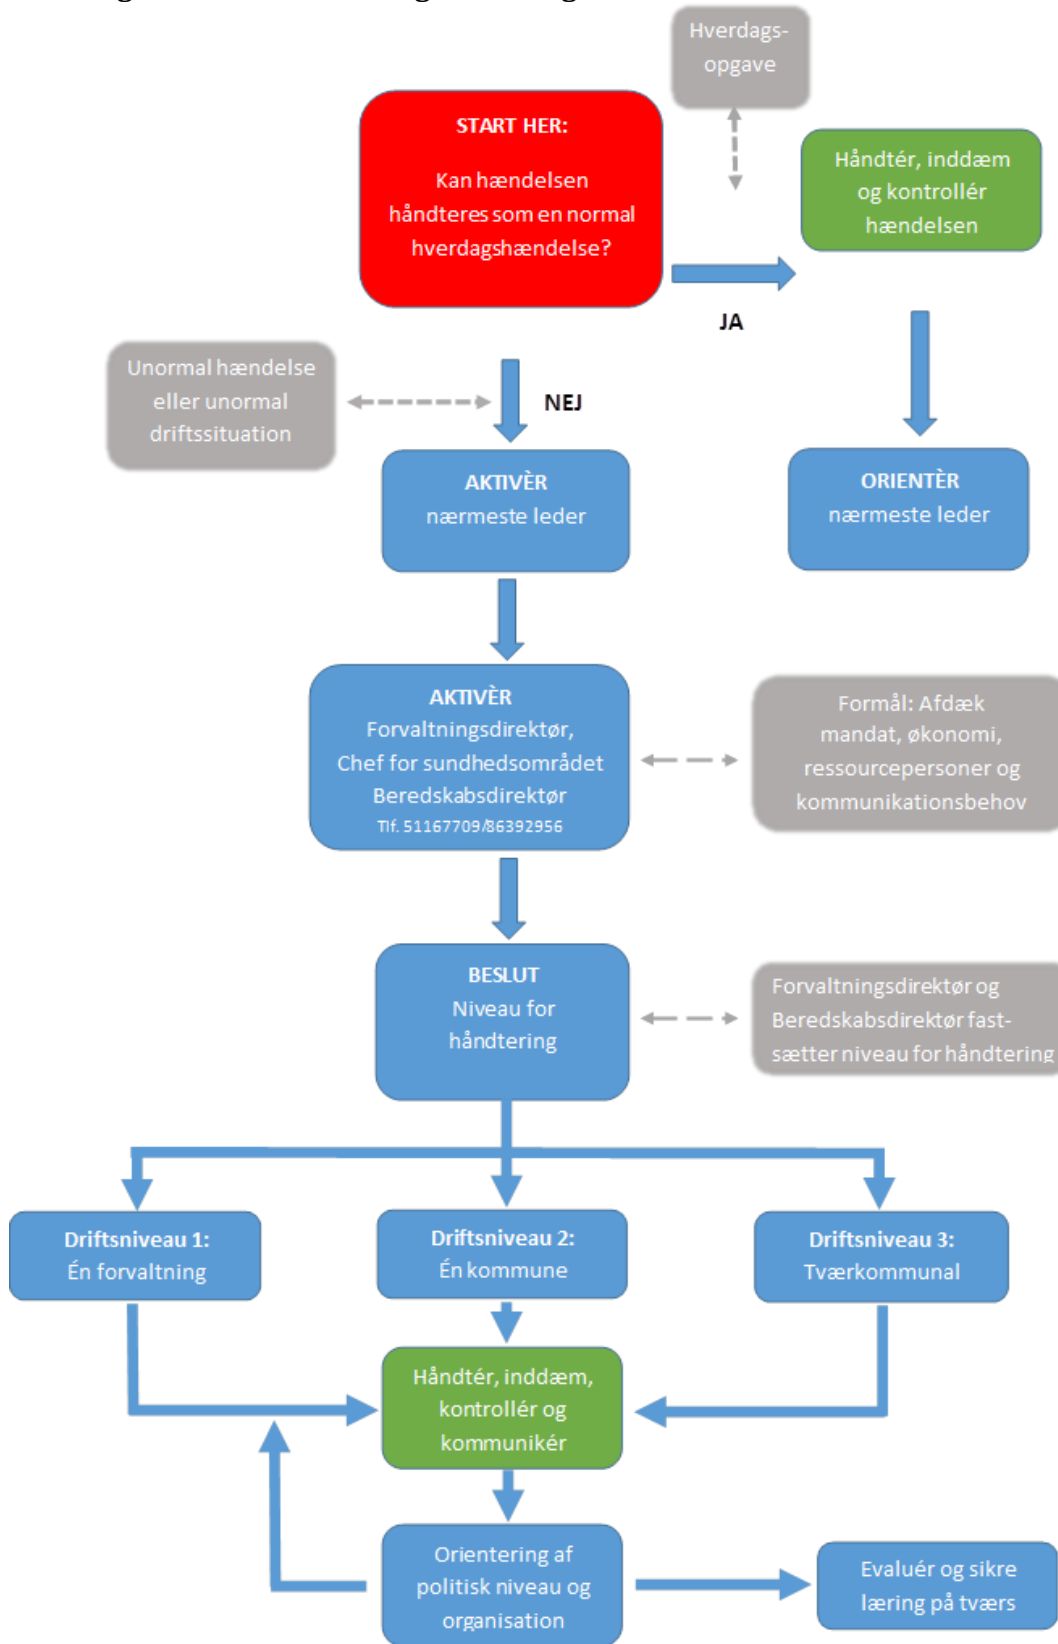 Hverdags-
opgave
START HER:
Kan hændelsen
håndteres som en normal
hverdagshændelse?
Håndtér, inddæm
og kontrollér
hændelsen
JA
Unormal hændelse
eller unormal
driftssituation
NEJ
AKTIVÈR
nærmeste leder
ORIENTÈR
nærmeste leder
AKTIVÈR
Forvaltningsdirektør,
Chef for sundhedsområdet
Beredskabsdirektør
Tlf. 51167709/86392956
Formål: Afdæk
mandat, økonomi,
ressourcepersoner og
kommunikationsbehov
BESLUT
Niveau for
håndtering
Forvaltningsdirektør og
Beredskabsdirektør fast-
sætter niveau for håndtering
Driftsniveau 1:
Én forvaltning
Driftsniveau 2:
Én kommune
Driftsniveau 3:
Tværkommunal
Håndtér, inddæm,
kontrollér og
kommunikér
Orientering af
politisk niveau og
organisation
Evaluér og sikre
læring på tværs